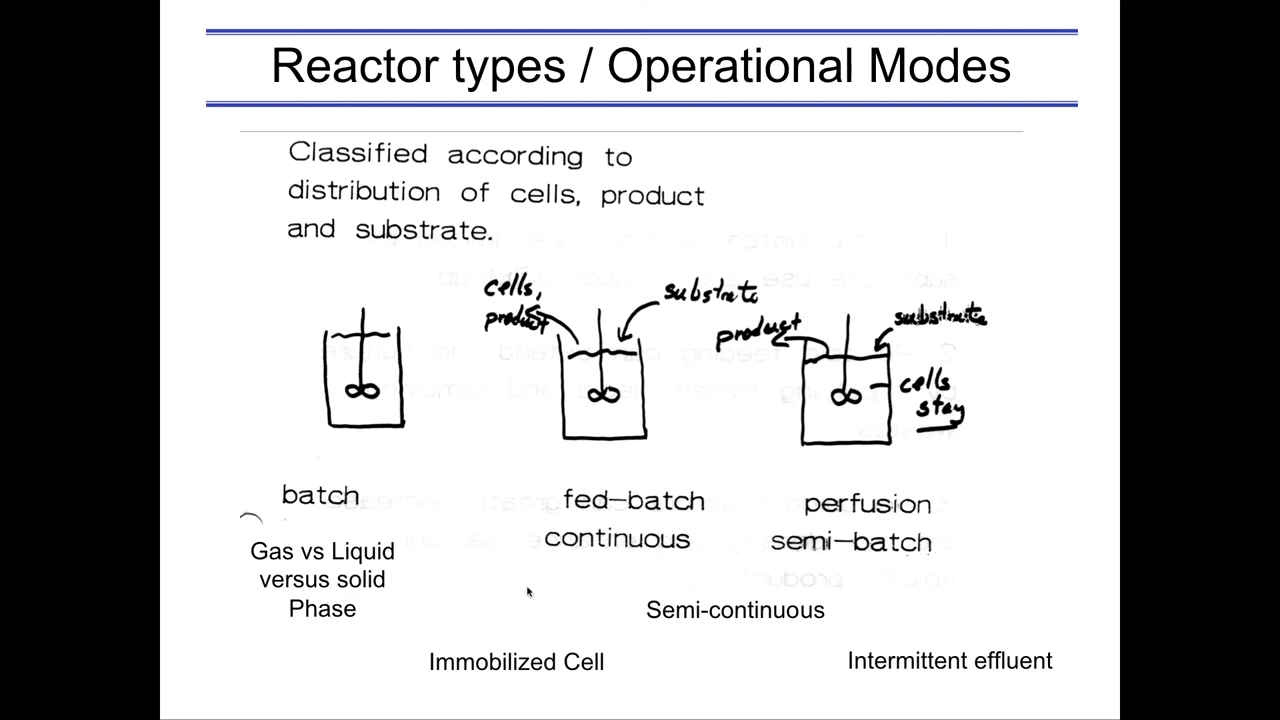 Reactor types / Operational Modes
Classified according to
distribution of cells, product
and substrate.
cells,
product
substrate
product
substrate
cells
stay
batch
fed-batch
continuous
perfusion
semi-batch
Gas vs Liquid
versus solid
Phase
Semi-continuous
Immobilized Cell
Intermittent effluent